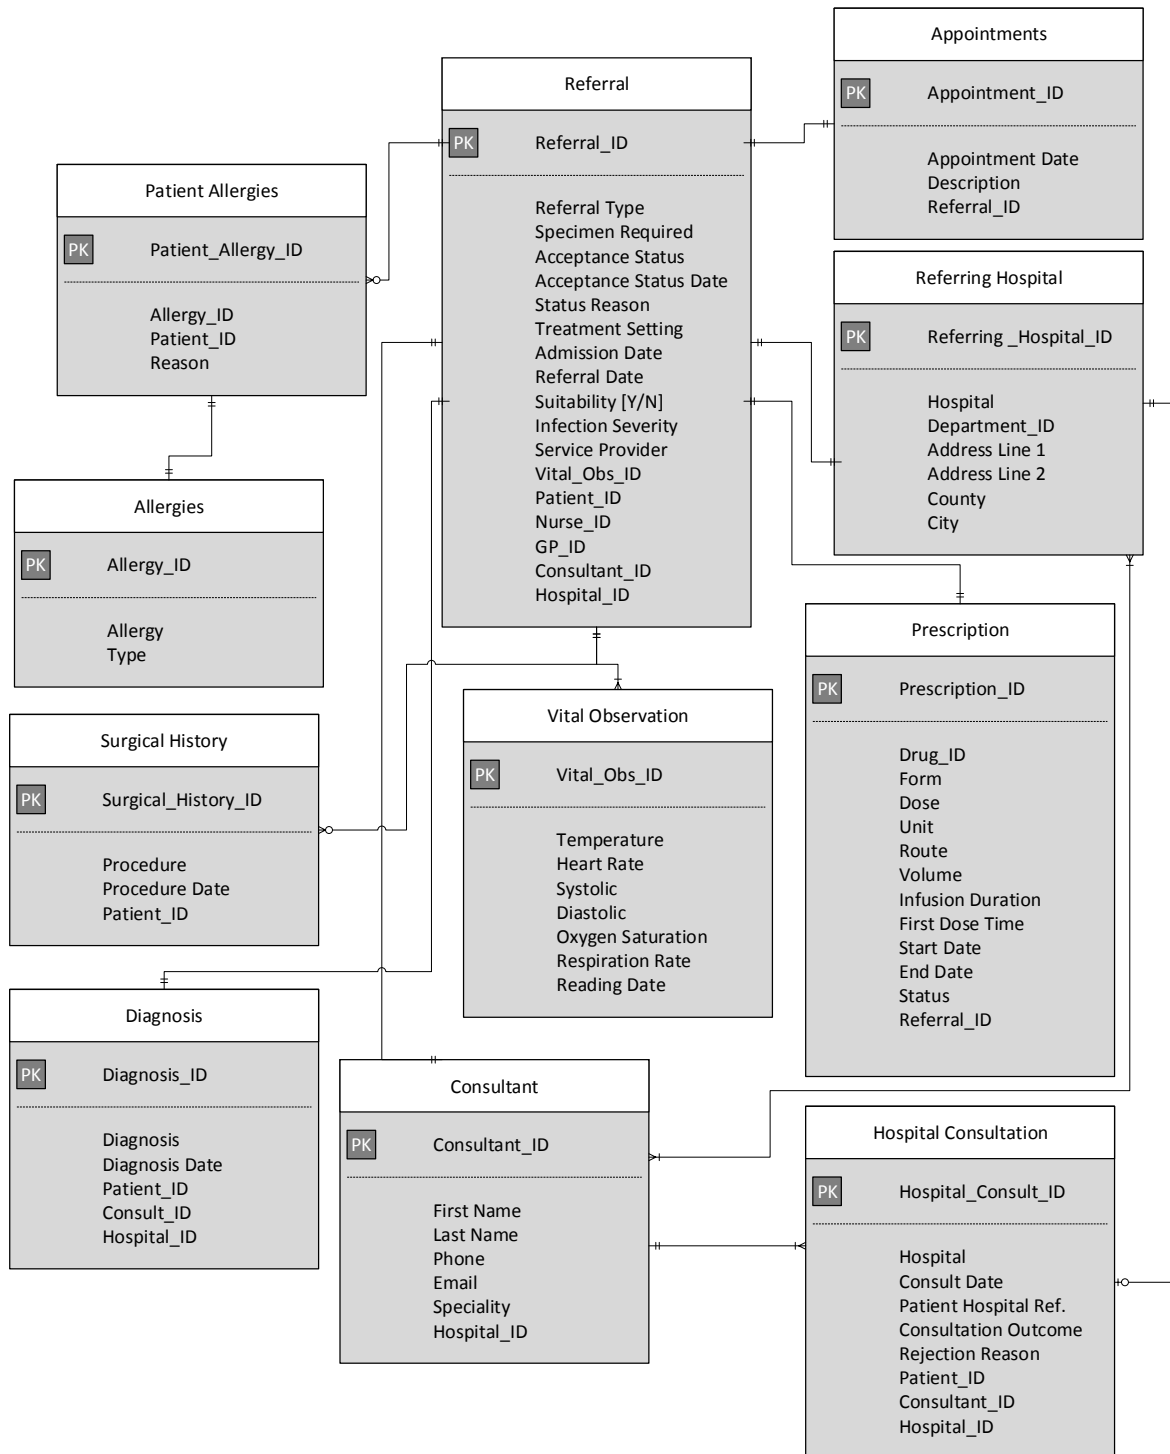 Referral
PK Referral_ID
Referral Type
Specimen Required
Acceptance Status
Acceptance Status Date
Status Reason
Treatment Setting
Admission Date
Referral Date
Suitability [Y/N]
Infection Severity
Service Provider
Vital_Obs_ID
Patient_ID
Nurse_ID
GP_ID
Consultant_ID
Hospital_ID
Appointments
PK Appointment_ID
Appointment Date
Description
Referral_ID
Patient Allergies
PK Patient_Allergy_ID
Allergy_ID
Patient_ID
Reason
Referring Hospital
PK Referring _Hospital_ID
Hospital
Department_ID
Address Line 1
Address Line 2
County
City
Allergies
PK Allergy_ID
Allergy
Type
Prescription
PK Prescription_ID
Drug_ID
Form
Dose
Unit
Route
Volume
Infusion Duration
First Dose Time
Start Date
End Date
Status
Referral_ID
Vital Observation
PK Vital_Obs_ID
Temperature
Heart Rate
Systolic
Diastolic
Oxygen Saturation
Respiration Rate
Reading Date
Surgical History
PK Surgical_History_ID
Procedure
Procedure Date
Patient_ID
Diagnosis
PK Diagnosis_ID
Diagnosis
Diagnosis Date
Patient_ID
Consult_ID
Hospital_ID
Consultant
PK Consultant_ID
First Name
Last Name
Phone
Email
Speciality
Hospital_ID
Hospital Consultation
PK Hospital_Consult_ID
Hospital
Consult Date
Patient Hospital Ref.
Consultation Outcome
Rejection Reason
Patient_ID
Consultant_ID
Hospital_ID